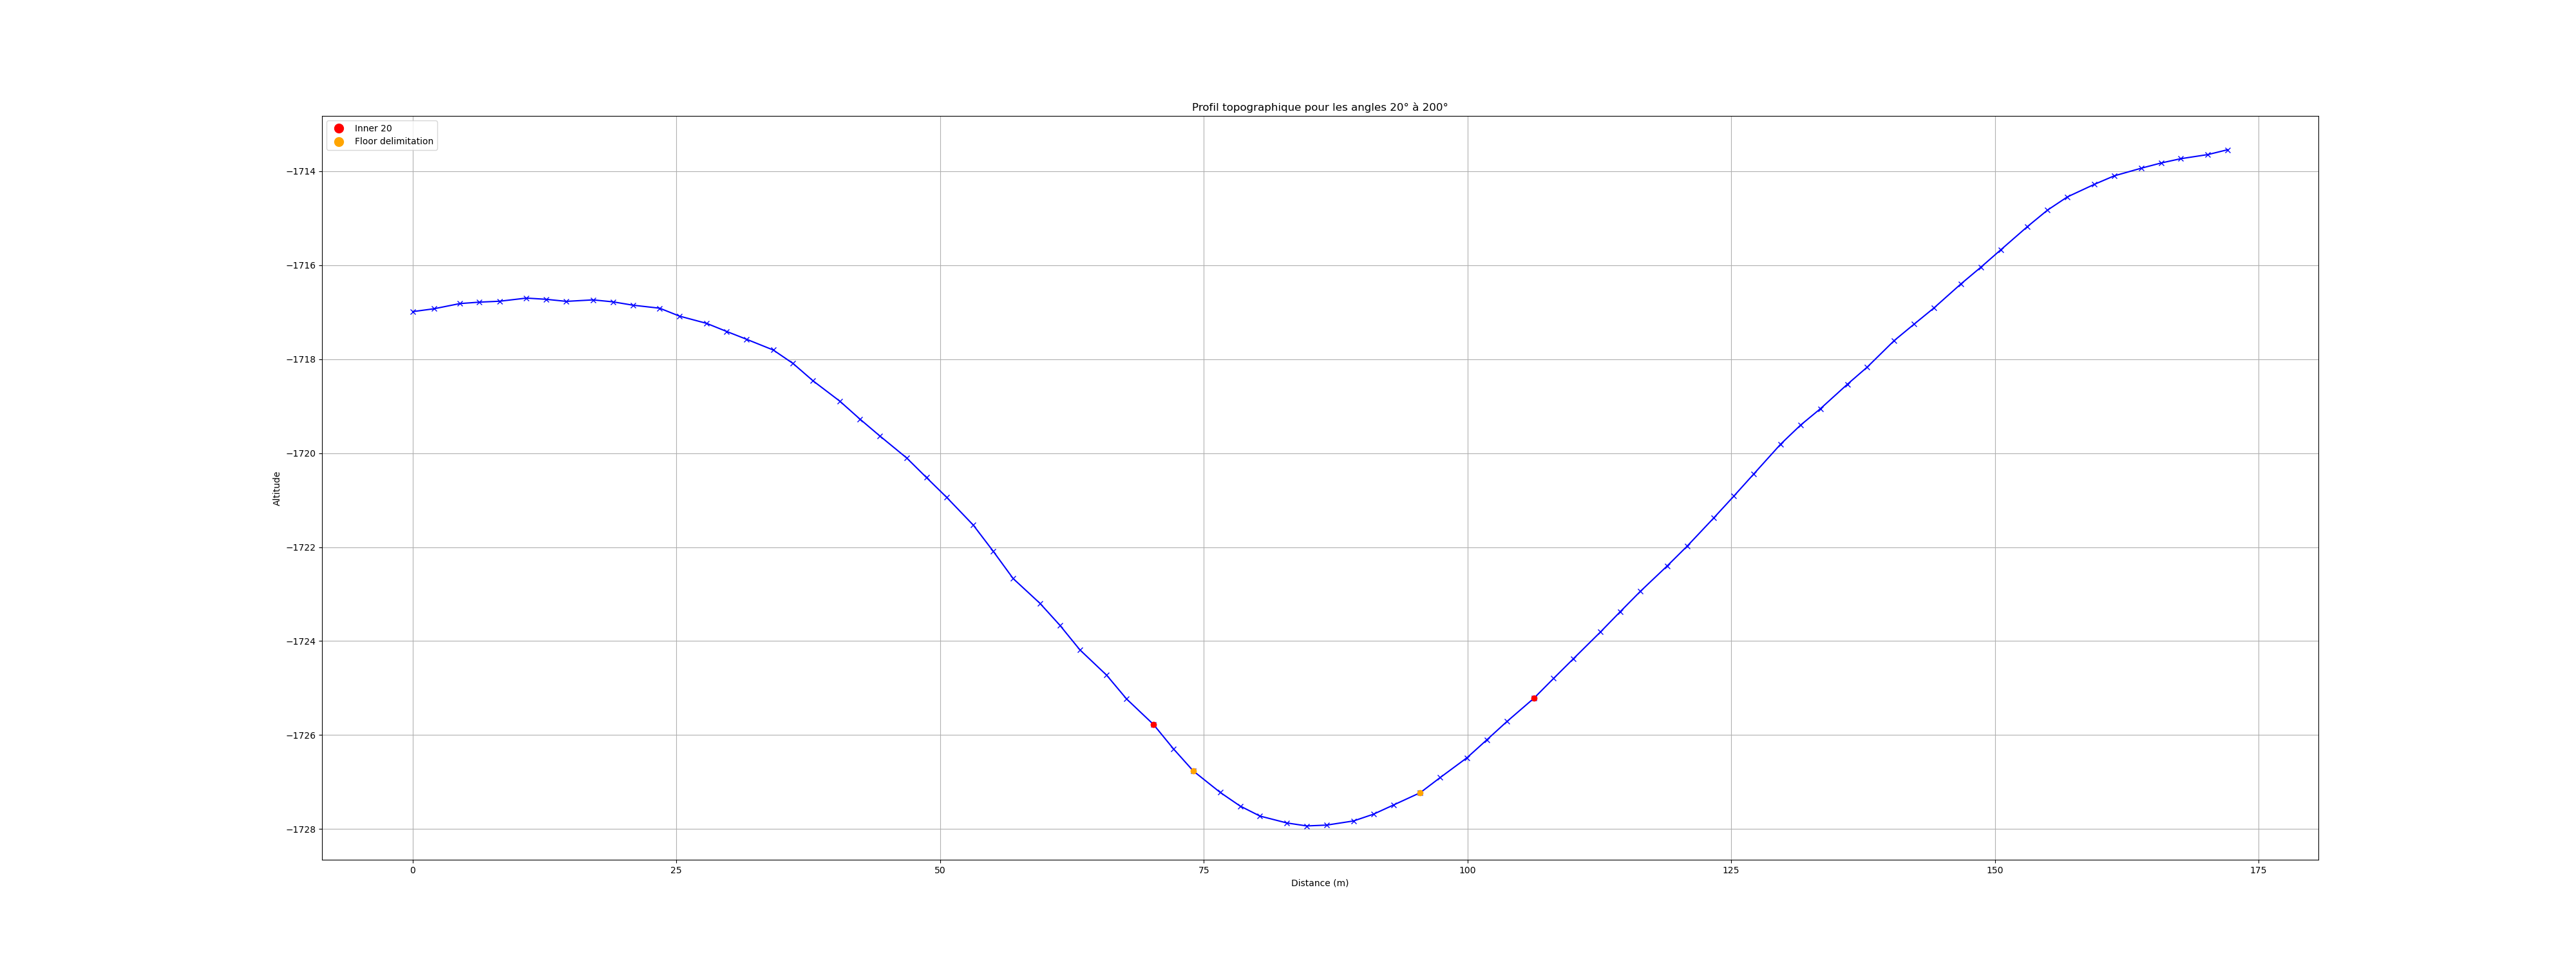 Profil topographique pour les angles 20° à 200°
Inner 20
Floor delimitation
−1714
−1716
−1718
−1720
−1722
−1724
−1726
−1728
Altitude
0 25 50 75 100 125 150 175
Distance (m)